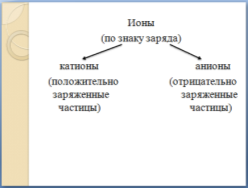 Ионы
(по знаку заряда)
катионы
(положительно
заряженные
частицы)
анионы
(отрицательно
заряженные
частицы)